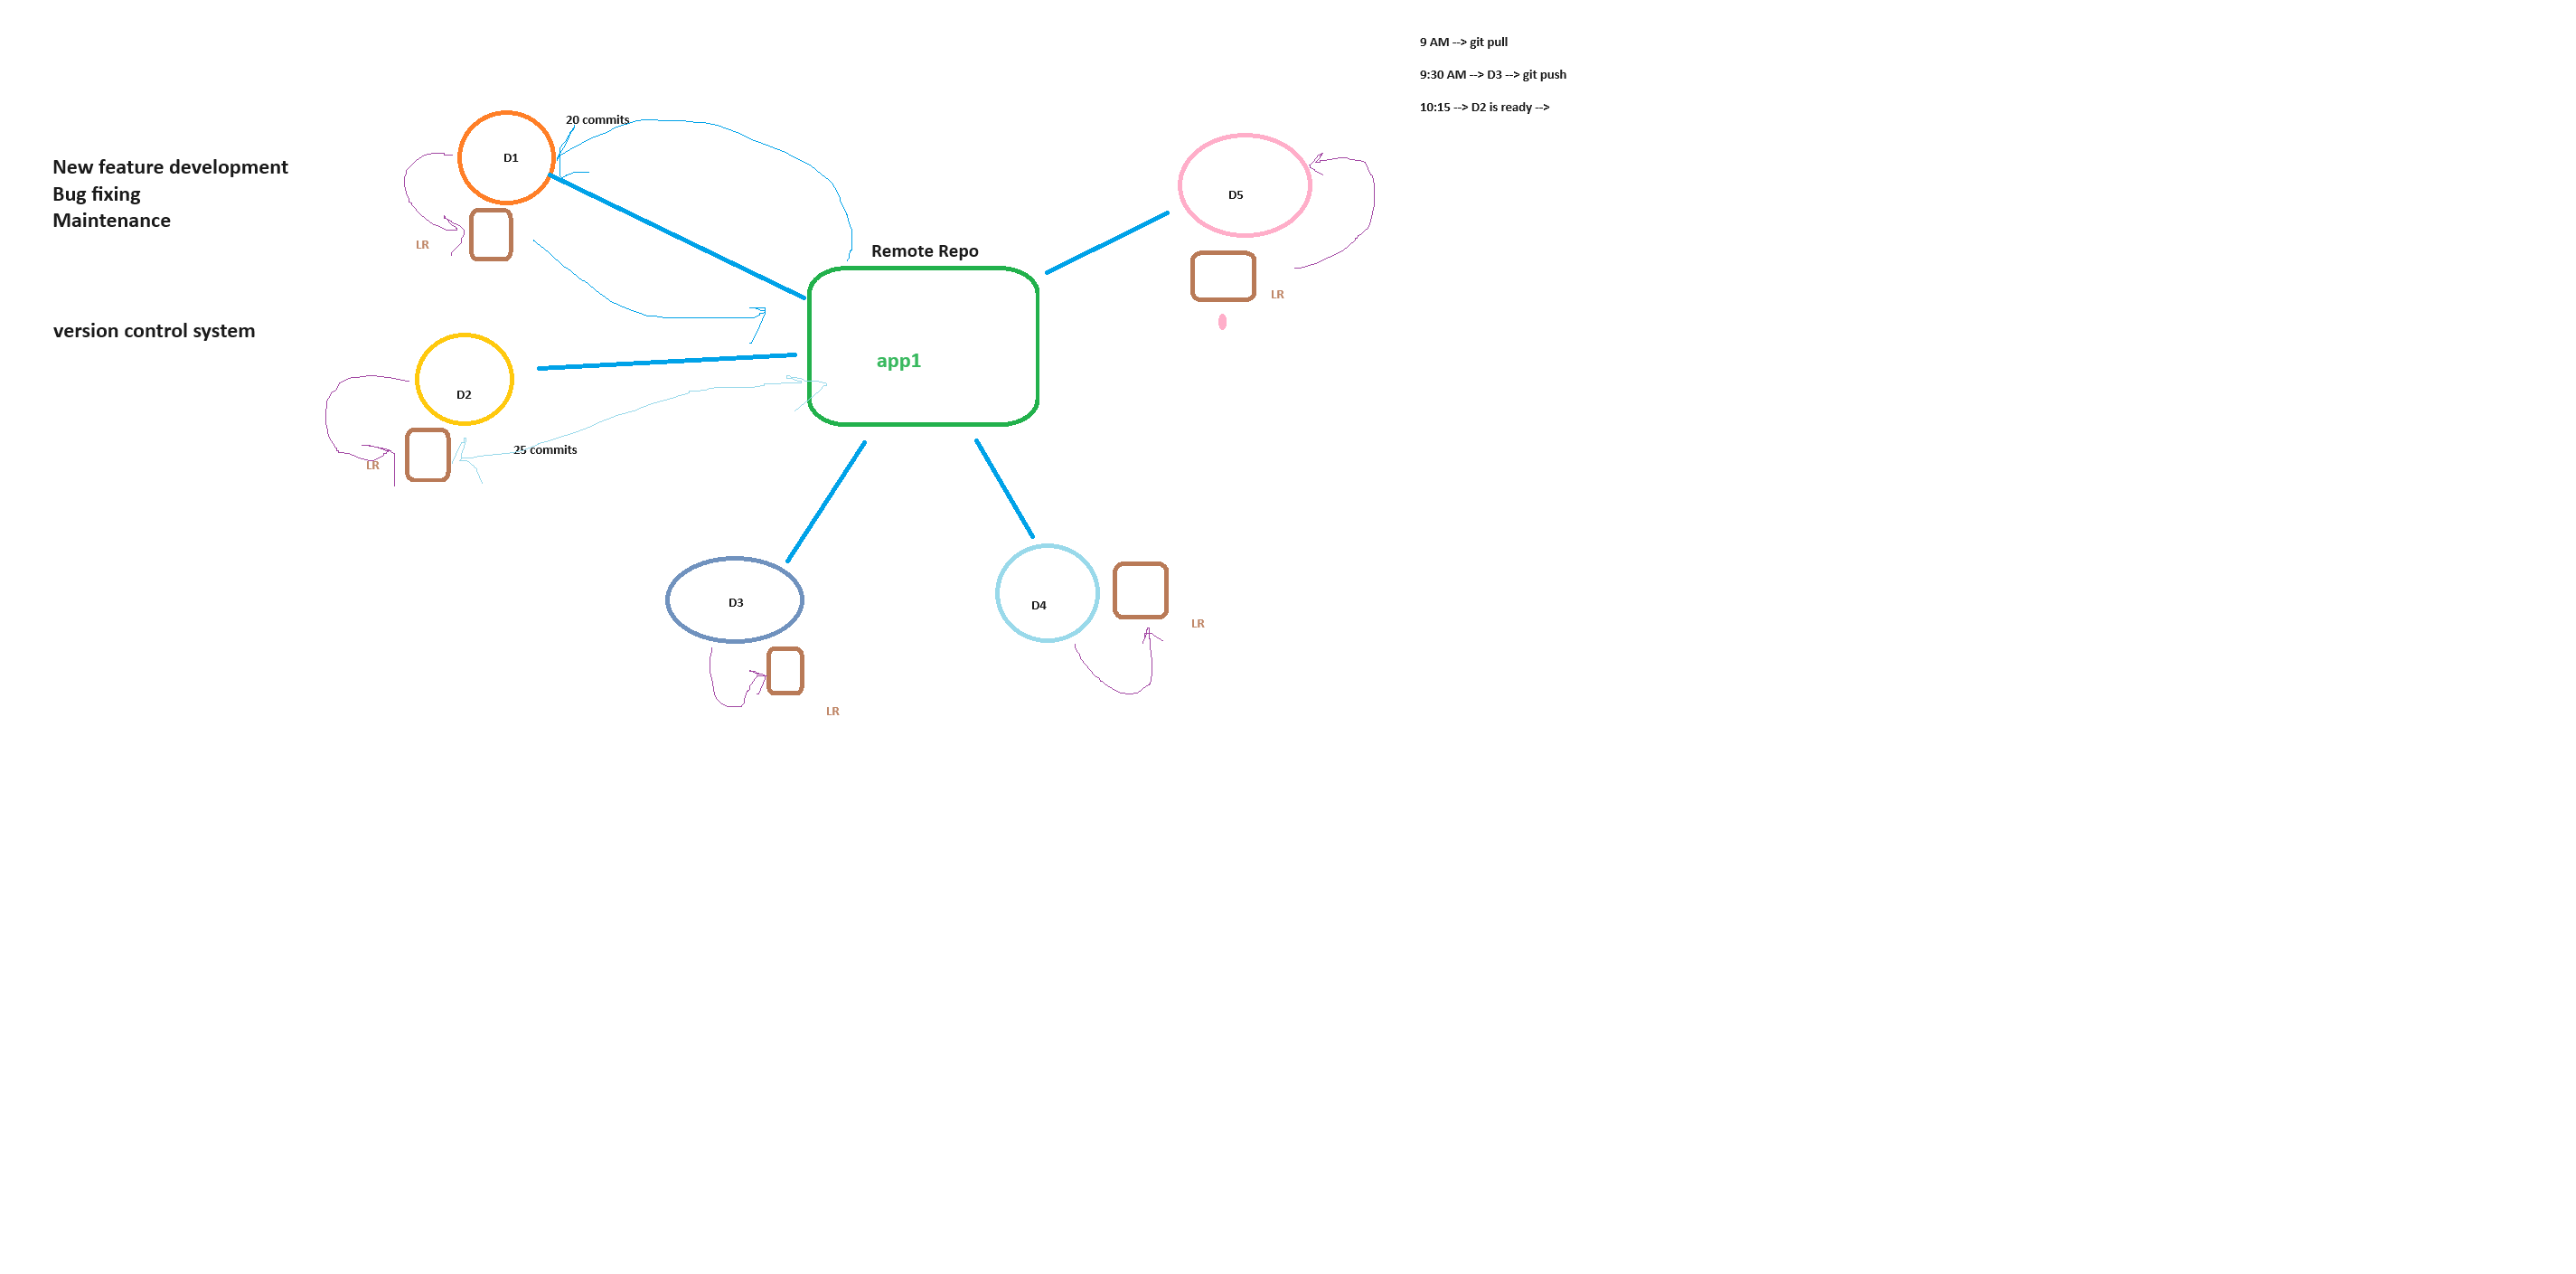 9 AM --> git pull
9:30 AM --> D3 --> git push
10:15 --> D2 is ready -->
20 commits
D1
New feature development
Bug fixing
Maintenance
D5
LR
Remote Repo
LR
version control system
app1
D2
25 commits
LR
D3
D4
LR
LR